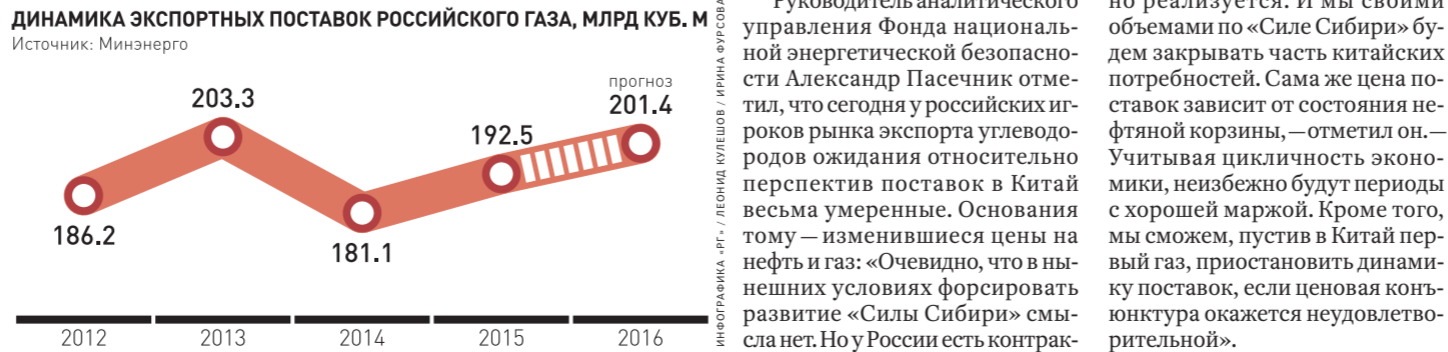 ДИНАМИКА ЭКСПОРТНЫХ ПОСТАВОК РОССИЙСКОГО ГАЗА, МЛРД КУБ. М
Источник: Минэнерго
186.2
203.3
181.1
192.5
прогноз
201.4
2012
2013
2014
2015
2016
ИНФОГРАФИКА «РГ» / ЛЕОНИД КУЛЕШОВ / ИРИНА ФУРСОВА
Руководитель аналитического
управления Фонда националь-
ной энергетической безопасно-
сти Александр Пасечник отме-
тил, что сегодня у российских иг-
роков рынка экспорта углеводо-
родов ожидания относительно
перспектив поставок в Китай
весьма умеренные. Основания
тому — изменившиеся цены на
нефть и газ: «Очевидно, что в ны-
нешних условиях форсировать
развитие «Силы Сибири» смы-
сла нет. Но у России есть контрак-
но реализуется. И мы своими
объемами по «Силе Сибири» бу-
дем закрывать часть китайских
потребностей. Сама же цена по-
ставок зависит от состояния не-
фтяной корзины, — отметил он. —
Учитывая цикличность эконо-
мики, неизбежно будут периоды
с хорошей маржой. Кроме того,
мы сможем, пустив в Китай пер-
вый газ, приостановить динами-
ку поставок, если ценовая конъ-
юнктура окажется неудовлетво-
рительной».